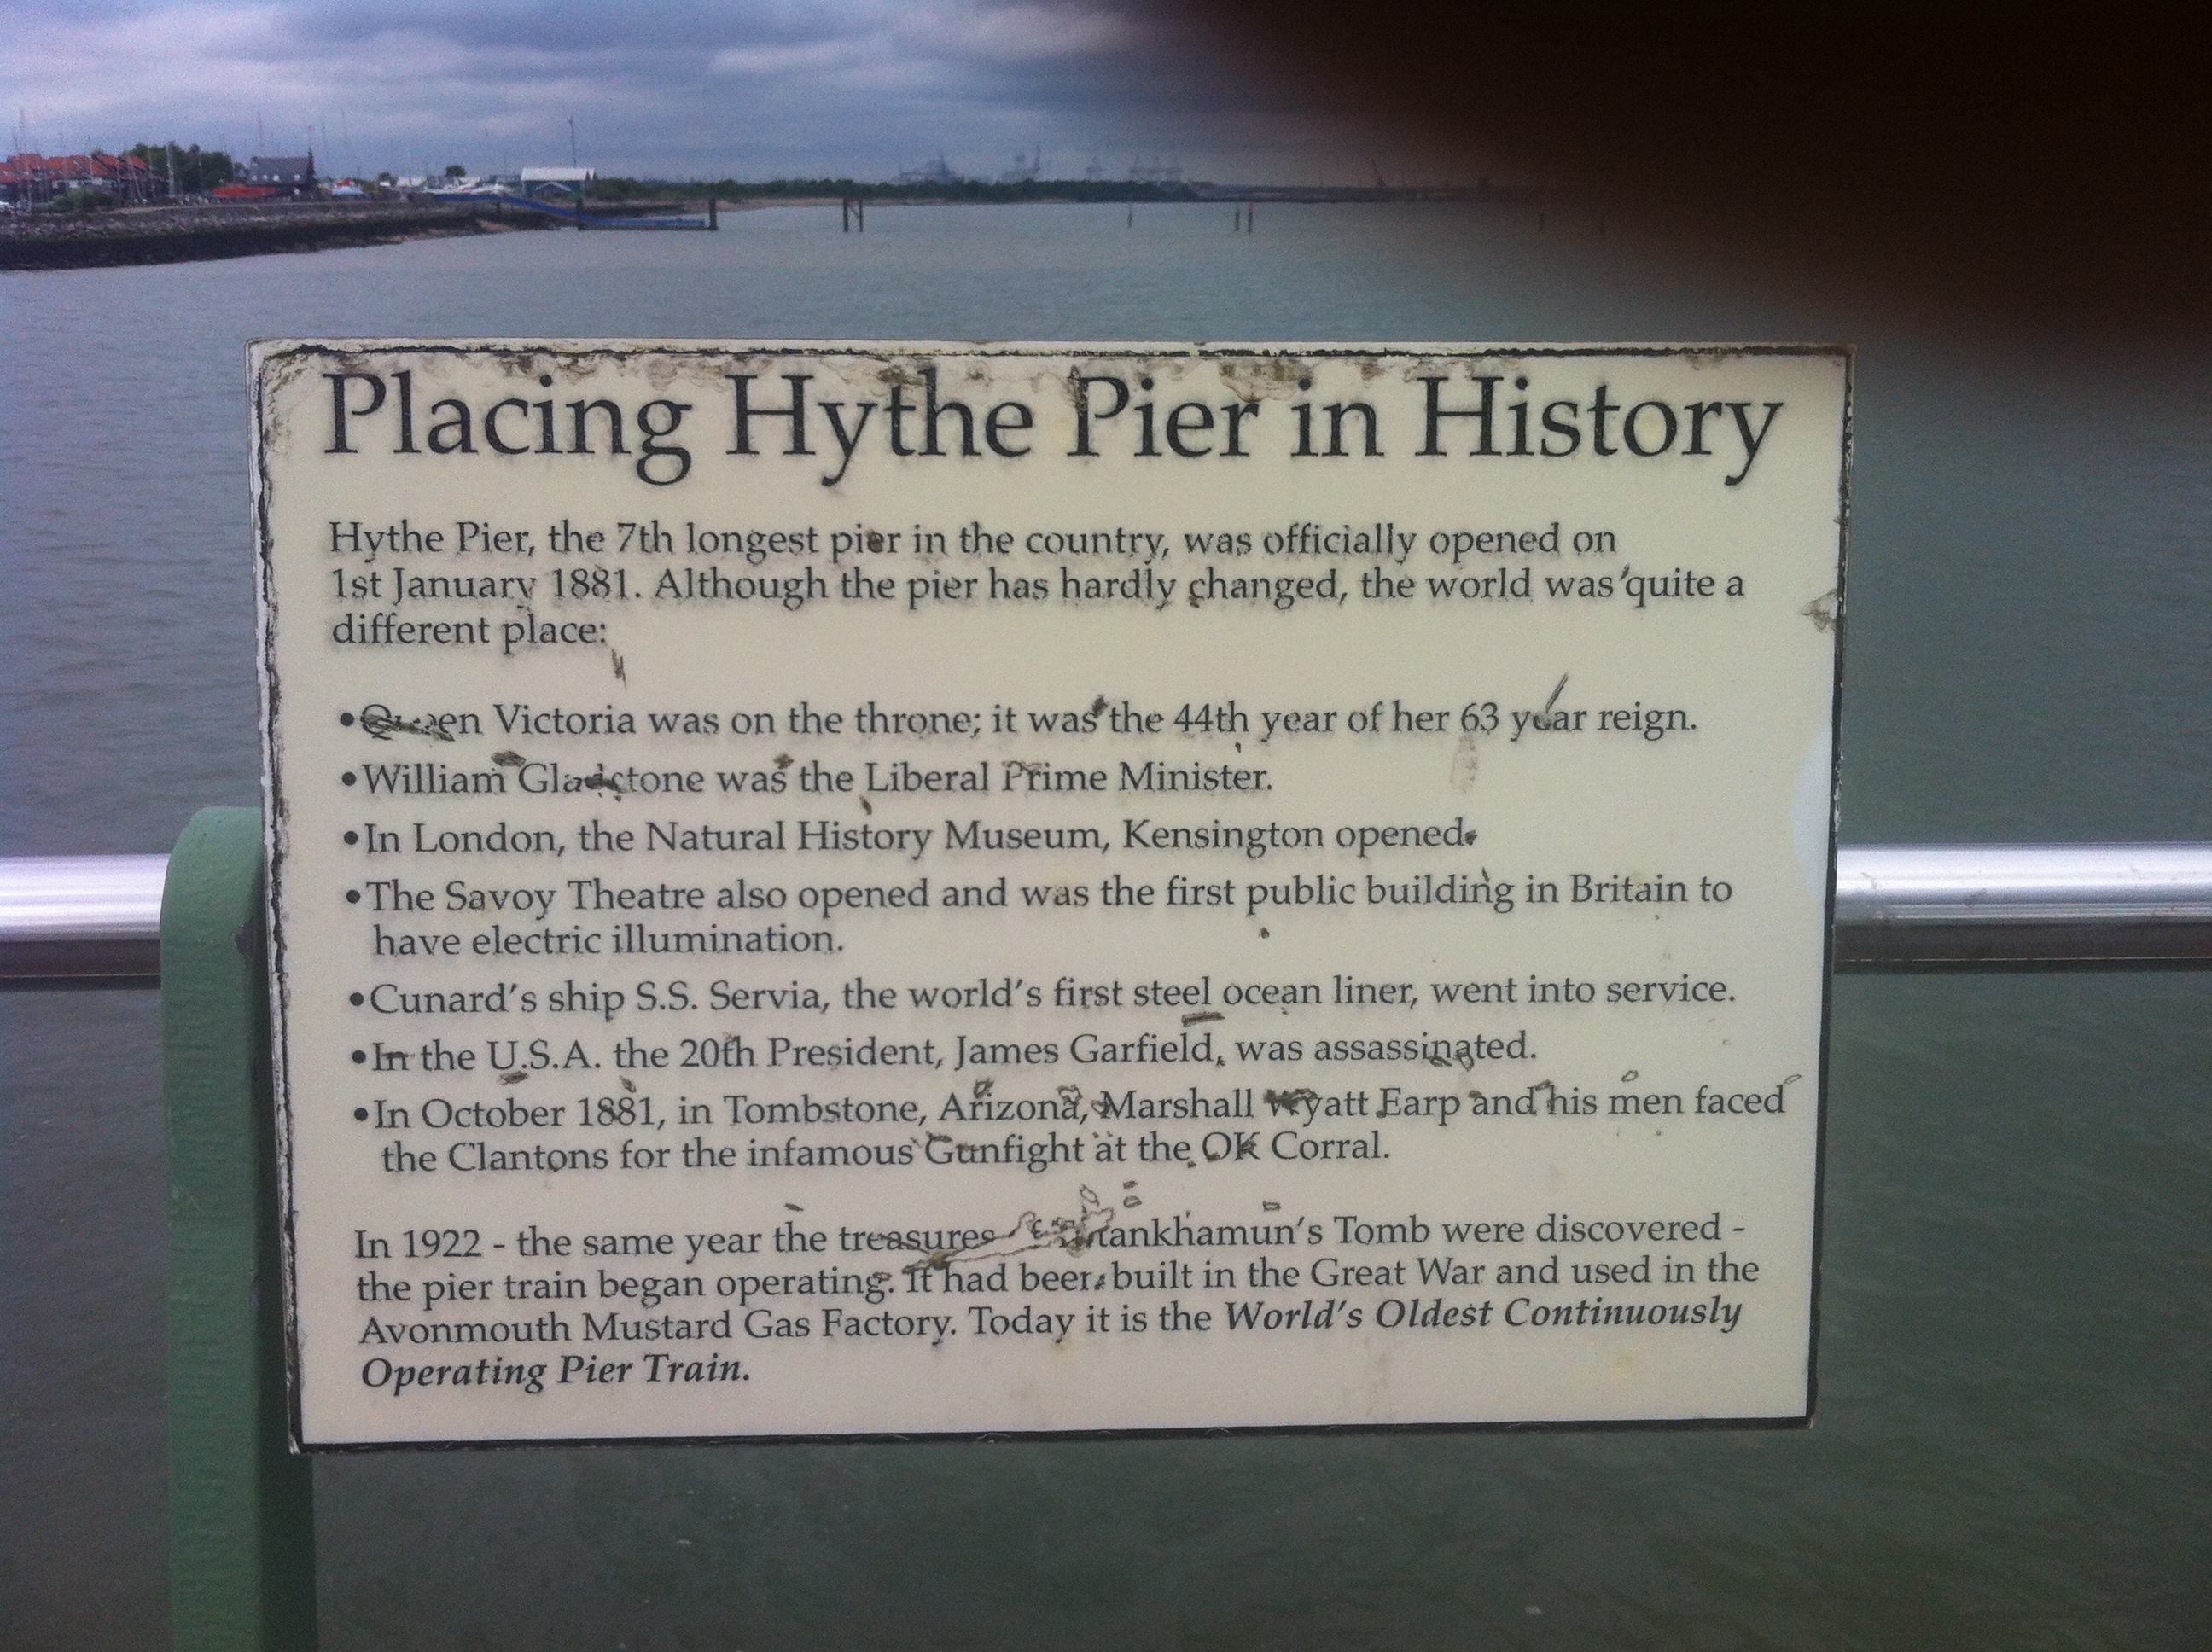 Placing Hythe Pier in History
Hythe Pier, the 7th longest pier in the country, was officially opened on
1st January 1881. Although the pier has hardly changed, the world was quite a
different place:
•Queen Victoria was on the throne; it was the 44th year of her 63 year reign.
•William Gladstone was the Liberal Prime Minister.
•In London, the Natural History Museum, Kensington opened.
•The Savoy Theatre also opened and was the first public building in Britain to
have electric illumination.
•Cunard's ship S.S. Servia, the world's first steel ocean liner, went into service.
•In the U.S.A. the 20th President, James Garfield, was assassinated.
•In October 1881, in Tombstone, Arizona, Marshall Wyatt Earp and his men faced
the Clantons for the infamous Gunfight at the OK Corral.
In 1922 - the same year the treasures Tutankhamun's Tomb were discovered -
the pier train began operating. It had been built in the Great War and used in the
Avonmouth Mustard Gas Factory. Today it is the World's Oldest Continuously
Operating Pier Train.